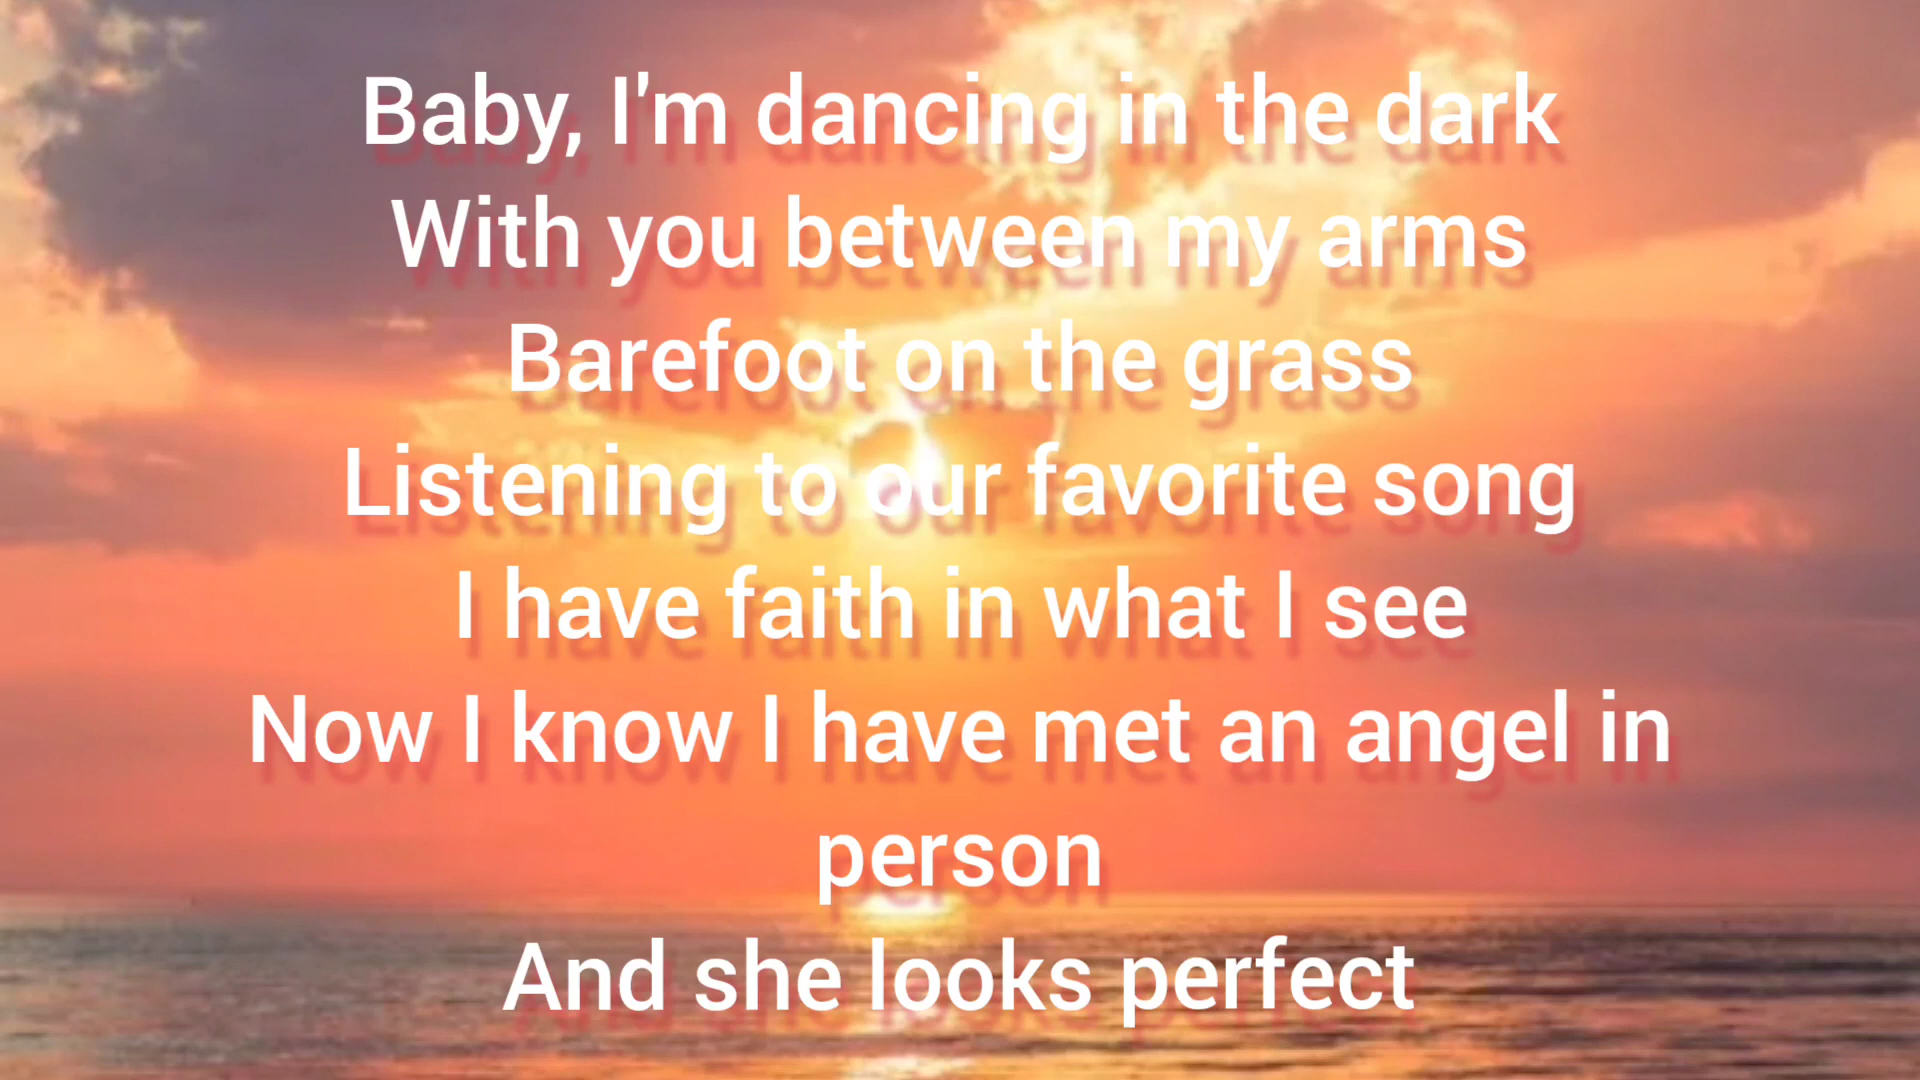 Baby, I'm dancing in the dark
With you between my arms
Barefoot on the grass
Listening to our favorite song
I have faith in what I see
Now I know I have met an angel in
person
And she looks perfect